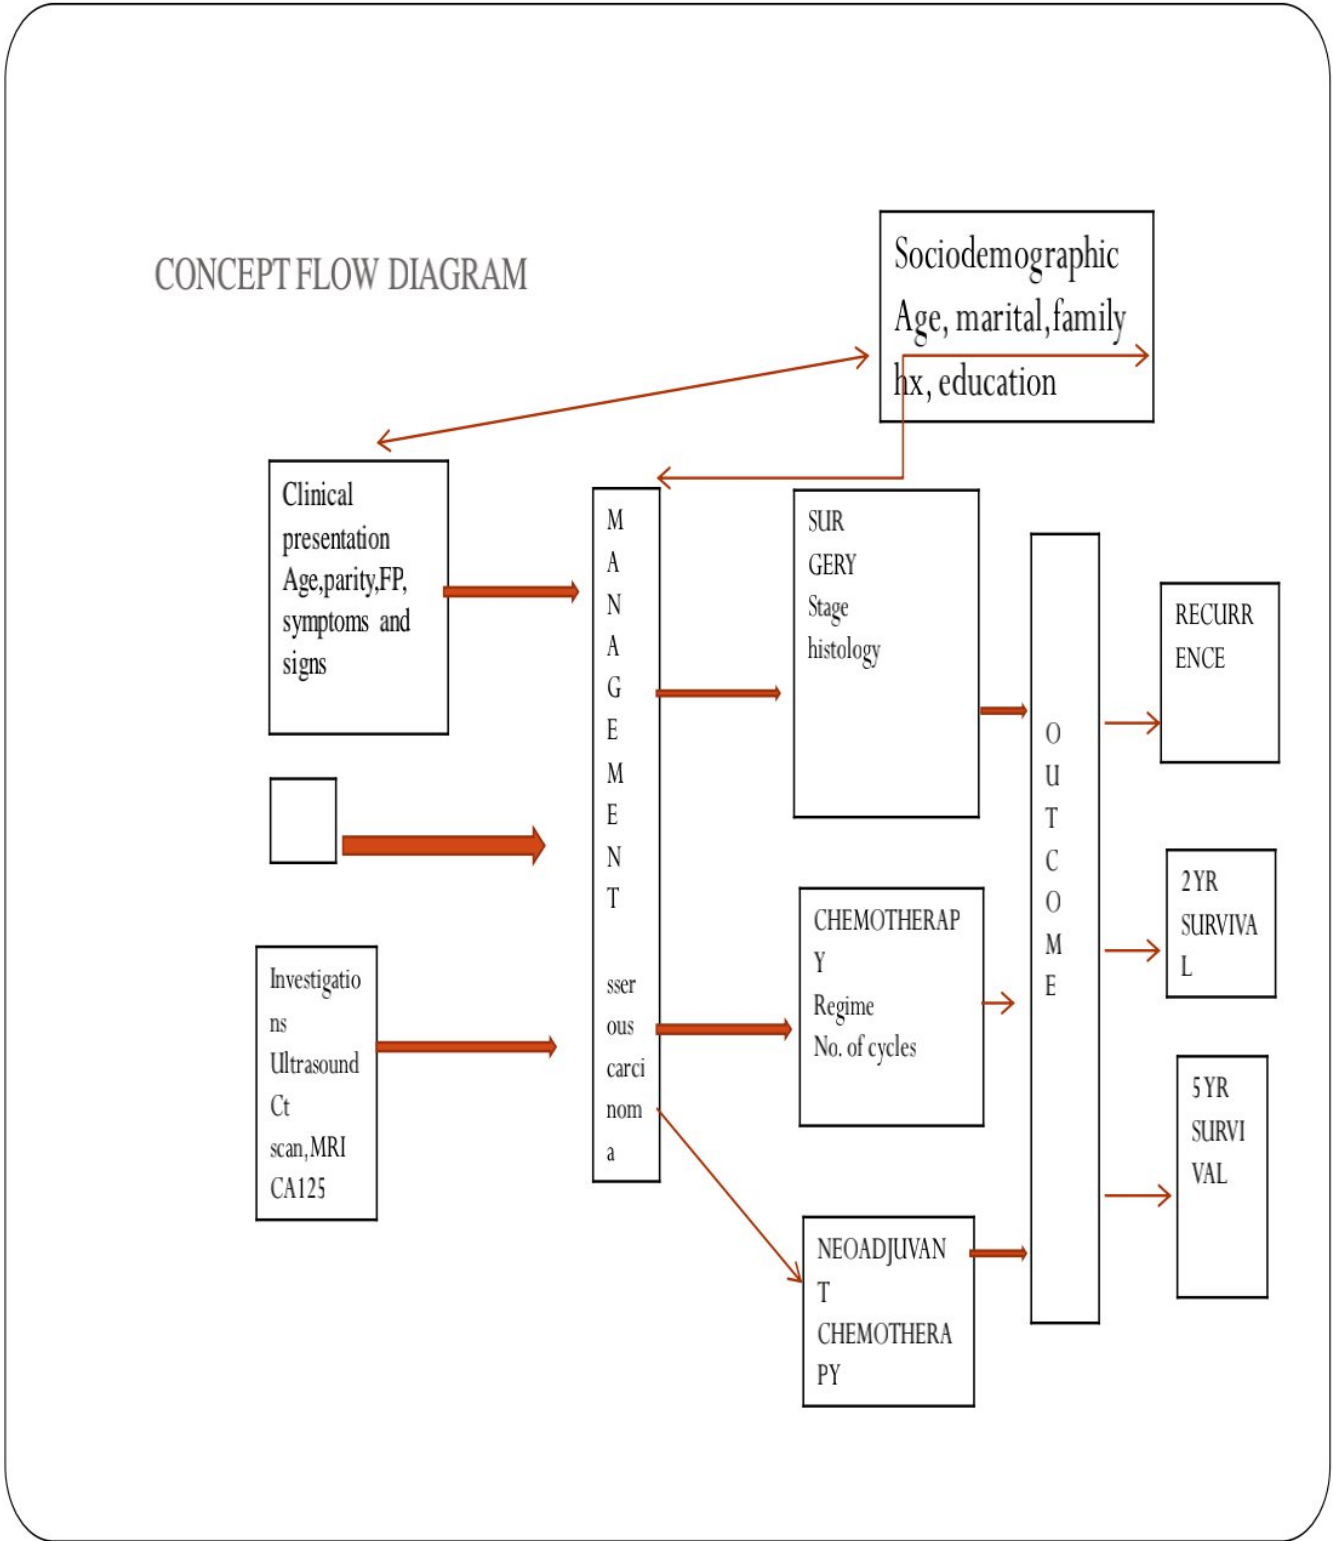 CONCEPT FLOW DIAGRAM
Sociodemographic
Age, marital,family
hx, education
Clinical
presentation
Age,parity,FP,
symptoms and
signs
Investigatio
ns
Ultrasound
Ct
scan,MRI
CA125
M
A
N
A
G
E
M
E
N
T
sser
ous
carci
nom
a
SUR
GERY
Stage
histology
CHEMOTHERAP
Y
Regime
No. of cycles
NEOADJUVAN
T
CHEMOTHERA
PY
O
U
T
C
O
M
E
RECURR
ENCE
2 YR
SURVIVA
L
5 YR
SURVI
VAL